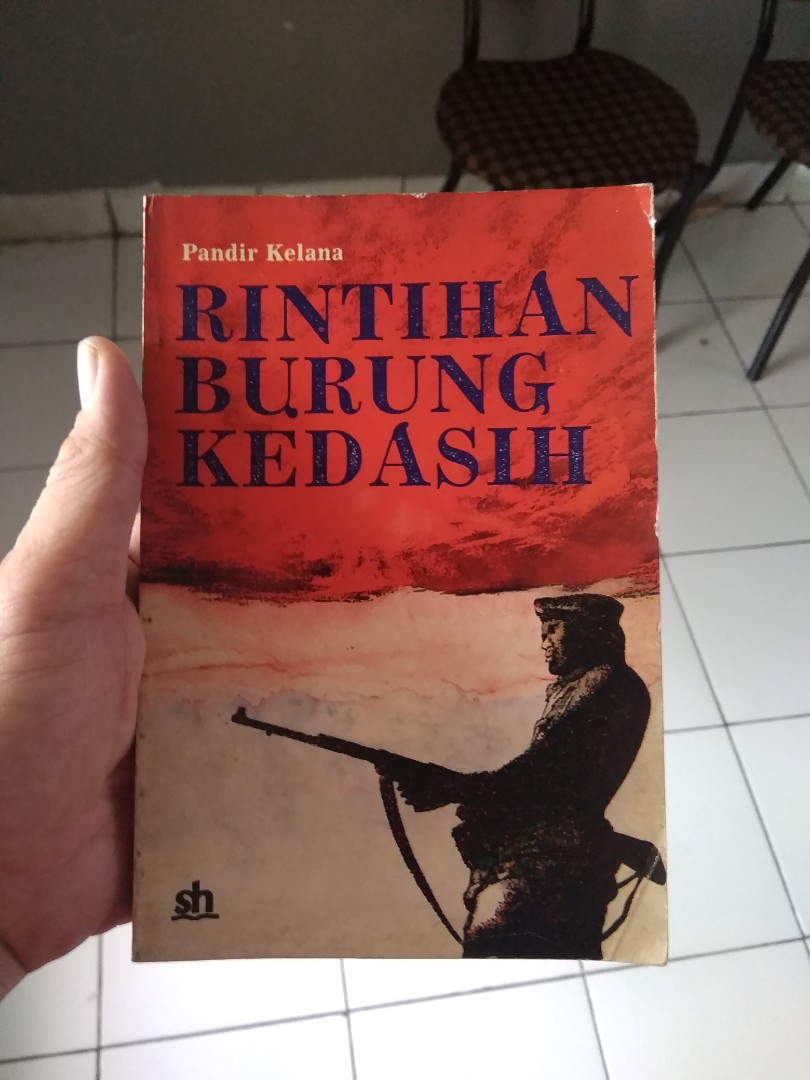 Pandir Kelana
RINTIHAN
BURUNG
KEDASIH
sh